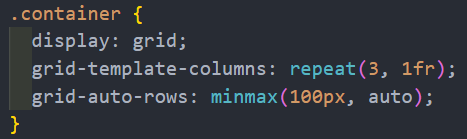 .container {
  display: grid;
  grid-template-columns: repeat(3, 1fr);
  grid-auto-rows: minmax(100px, auto);
}